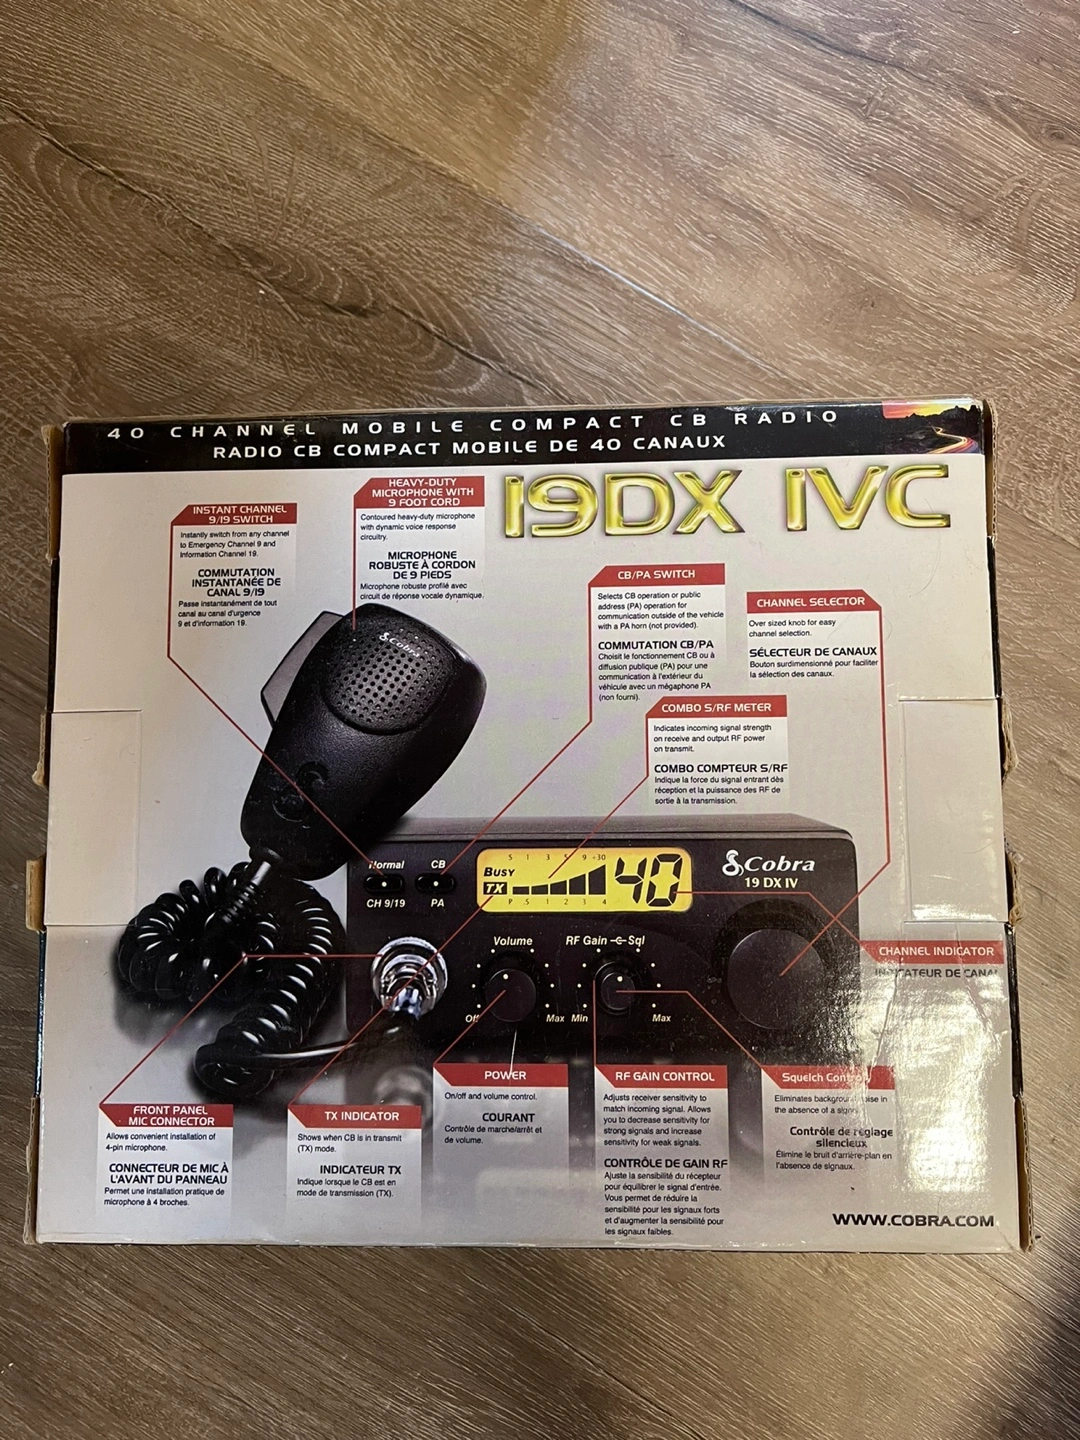 40 CHANNEL MOBILE COMPACT CB RADIO
RADIO CB COMPACT MOBILE DE 40 CANAUX
19DX IVC
INSTANT CHANNEL
9/19 SWITCH
Instantly switch from any channel
to Emergency Channel 9 and
Information Channel 19.
COMMUTATION
INSTANTANÉE DE
CANAL 9/19
Passe instantanément de tout
canal au canal d'urgence
9 et d'information 19.
HEAVY-DUTY
MICROPHONE WITH
9 FOOT CORD
Contoured heavy-duty microphone
with dynamic voice response
circuitry.
MICROPHONE
ROBUSTE À CORDON
DE 9 PIEDS
Microphone robuste profilé avec
circuit de réponse vocale dynamique.
CB/PA SWITCH
Selects CB operation or public
address (PA) operation for
communication outside of the vehicle
with a PA horn (not provided).
COMMUTATION CB/PA
Choisit le fonctionnement CB ou à
diffusion publique (PA) pour une
communication à l'extérieur du
véhicule avec un mégaphone PA
(non fourni).
CHANNEL SELECTOR
Over sized knob for easy
channel selection.
SÉLECTEUR DE CANAUX
Bouton surdimensionné pour faciliter
la sélection des canaux.
COMBO S/RF METER
Indicates incoming signal strength
on receive and output RF power
on transmit.
COMBO COMPTEUR S/RF
Indique la force du signal entrant dès
réception et la puissance des RF de
sortie à la transmission.
Cobra
Normal
CH 9/19
CB
PA
S 1 3 5 9 +30
BUSY
TX
P .5 1 2 3 4
40
Cobra
19 DX IV
Volume
Off
Max
RF Gain Sql
Min
Max
CHANNEL INDICATOR
INDICATEUR DE CANAL
FRONT PANEL
MIC CONNECTOR
Allows convenient installation of
4-pin microphone.
CONNECTEUR DE MIC À
L'AVANT DU PANNEAU
Permet une installation pratique de
microphone à 4 broches.
TX INDICATOR
Shows when CB is in transmit
(TX) mode.
INDICATEUR TX
Indique lorsque le CB est en
mode de transmission (TX).
POWER
On/off and volume control.
COURANT
Contrôle de marche/arrêt et
de volume.
RF GAIN CONTROL
Adjusts receiver sensitivity to
match incoming signal. Allows
you to decrease sensitivity for
strong signals and increase
sensitivity for weak signals.
CONTRÔLE DE GAIN RF
Ajuste la sensibilité du récepteur
pour équilibrer le signal d'entrée.
Vous permet de réduire la
sensibilité pour les signaux forts
et d'augmenter la sensibilité pour
les signaux faibles.
Squelch Control
Eliminates background noise in
the absence of a signal.
Contrôle de réglage
silencieux
Élimine le bruit d'arrière-plan en
l'absence de signaux.
WWW.COBRA.COM